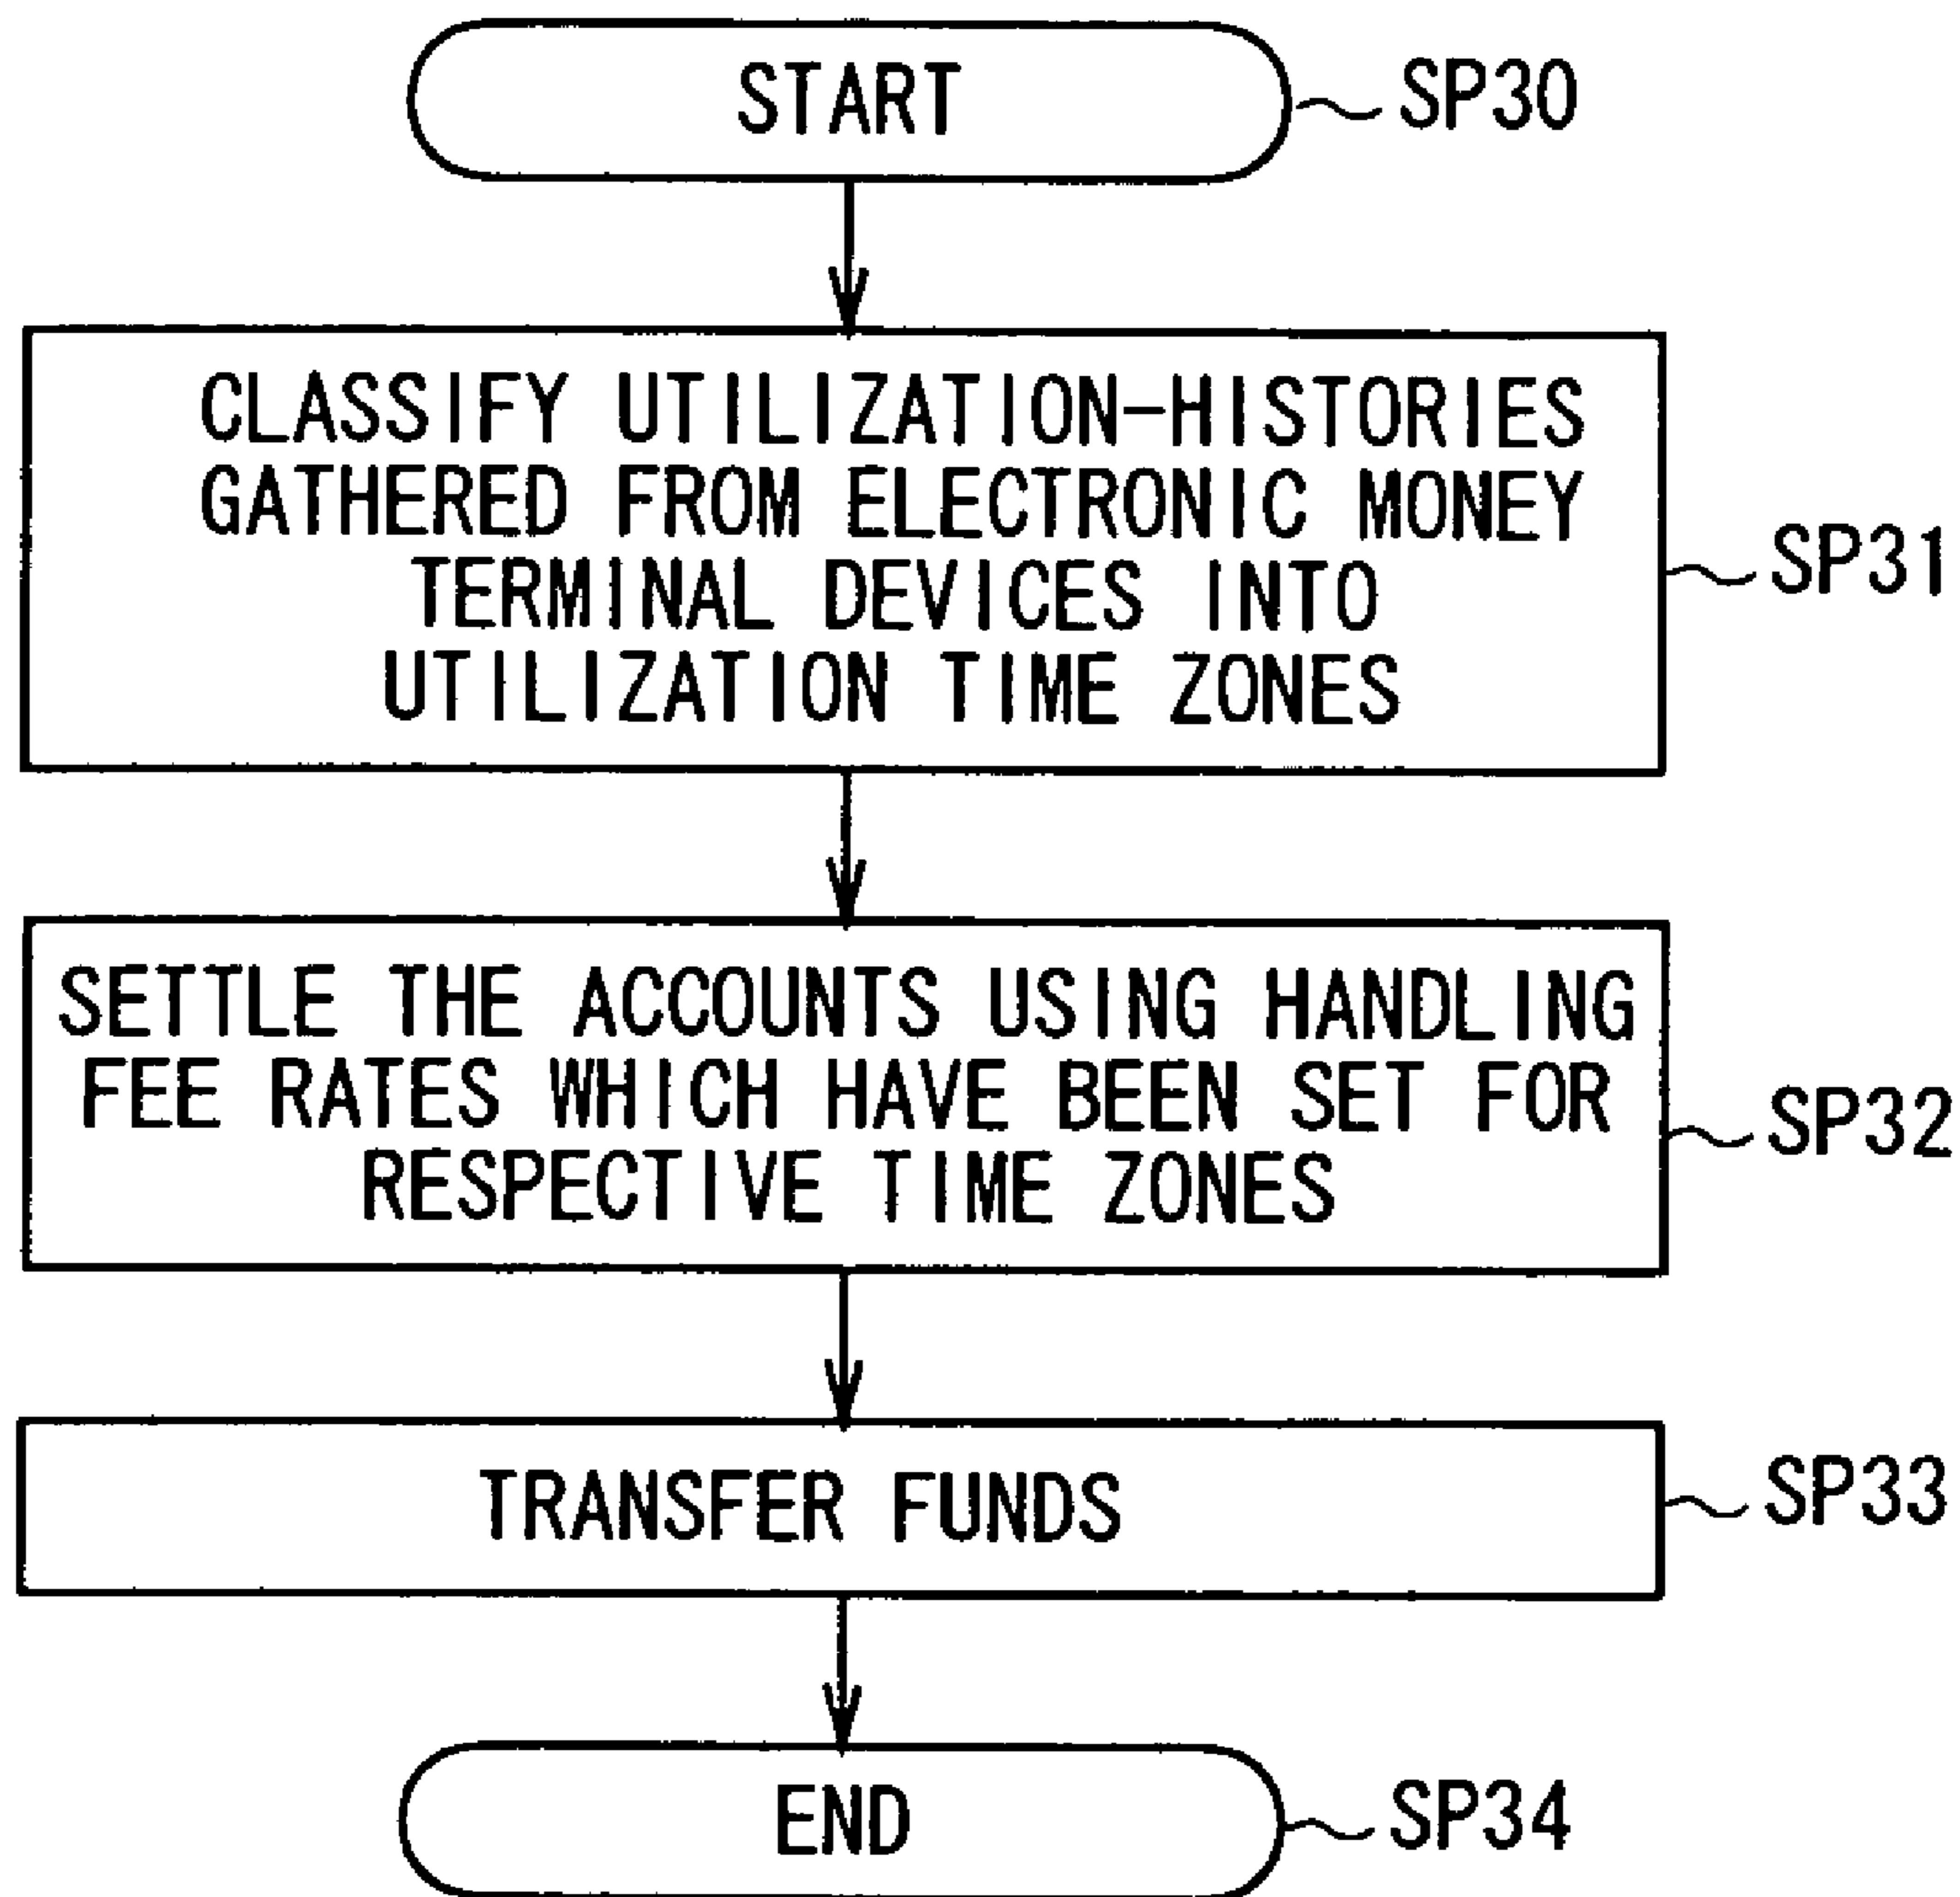 START
SP30
CLASSIFY UTILIZATION-HISTORIES
GATHERED FROM ELECTRONIC MONEY
TERMINAL DEVICES INTO
UTILIZATION TIME ZONES
SP31
SETTLE THE ACCOUNTS USING HANDLING
FEE RATES WHICH HAVE BEEN SET FOR
RESPECTIVE TIME ZONES
SP32
TRANSFER FUNDS
SP33
END
SP34